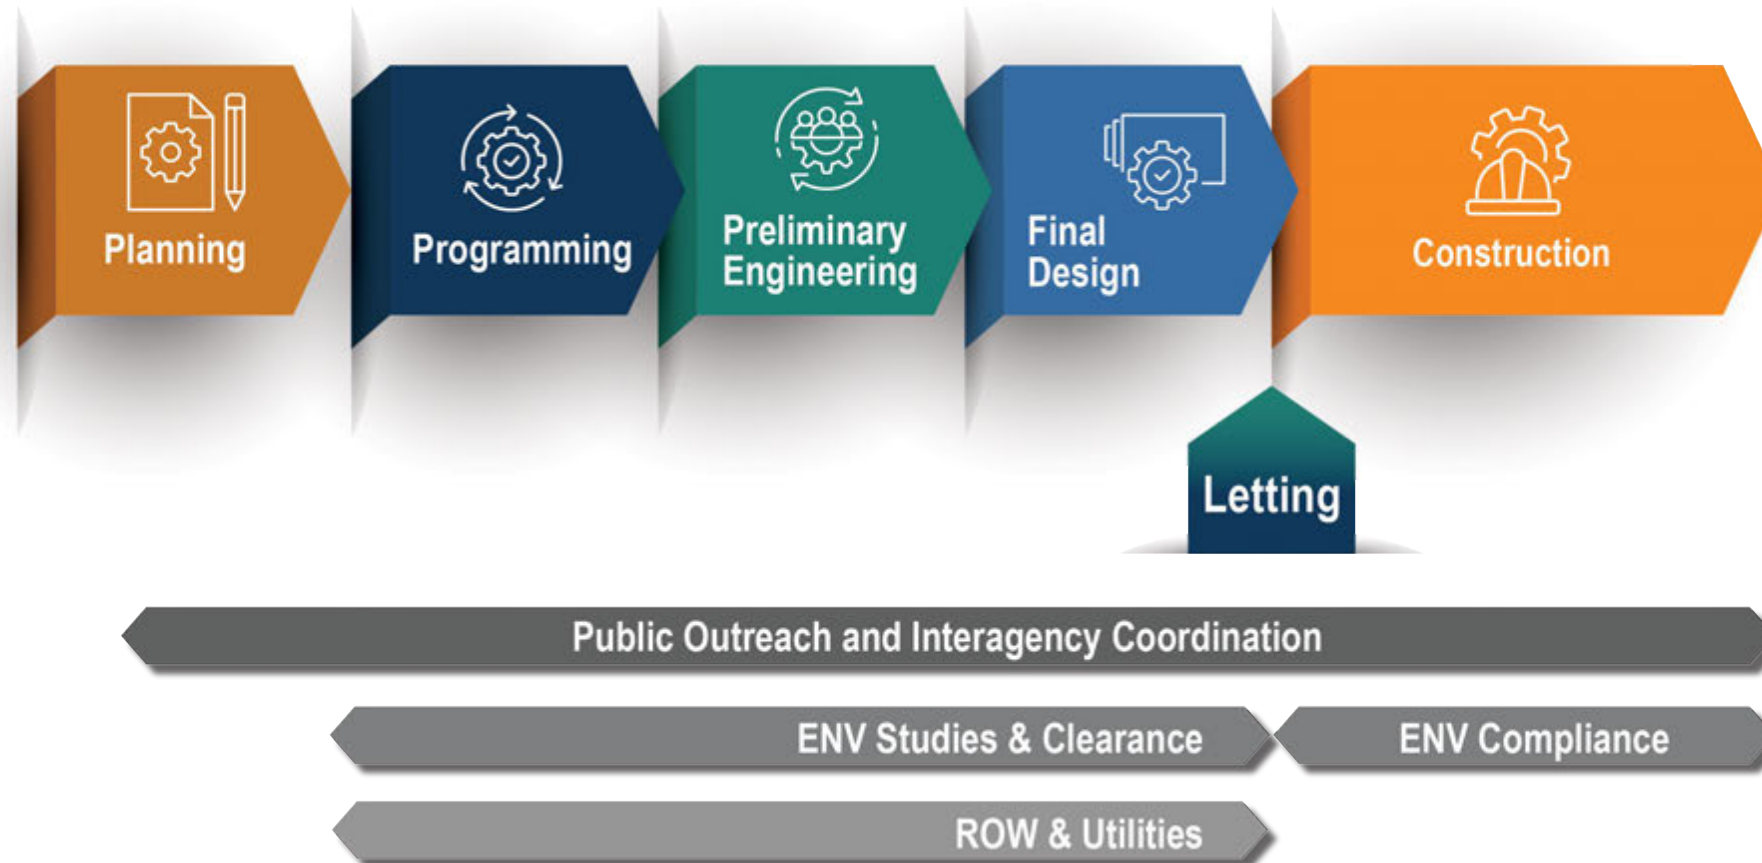 Planning
Programming
Preliminary
Engineering
Final
Design
Construction
Letting
Public Outreach and Interagency Coordination
ENV Studies & Clearance
ENV Compliance
ROW & Utilities